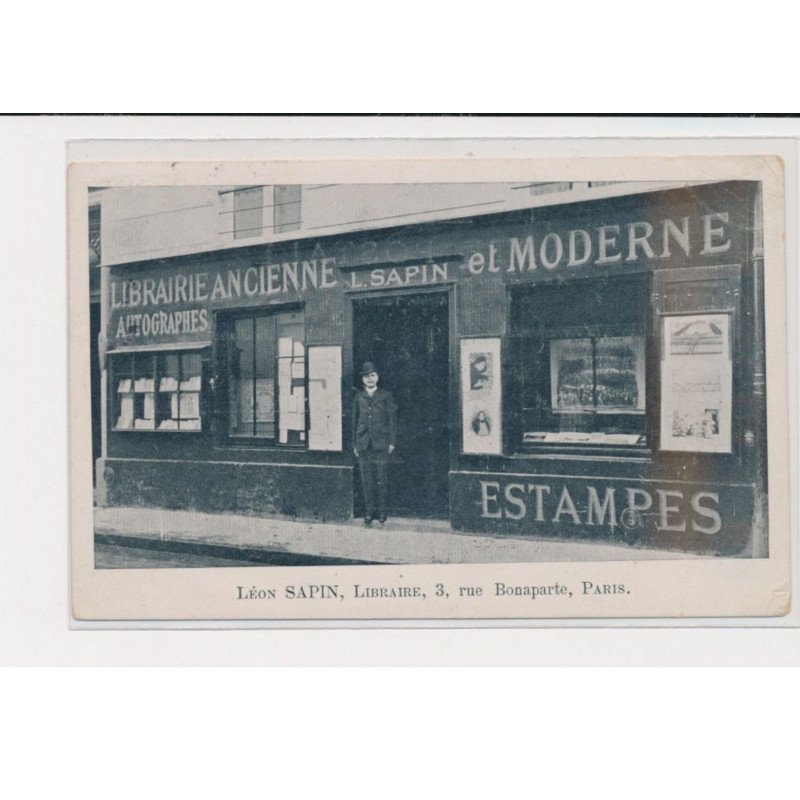 LIBRAIRIE ANCIENNE L. SAPIN et MODERNE
AUTOGRAPHES
ESTAMPES
LÉON SAPIN, LIBRAIRE, 3, rue Bonaparte, PARIS.